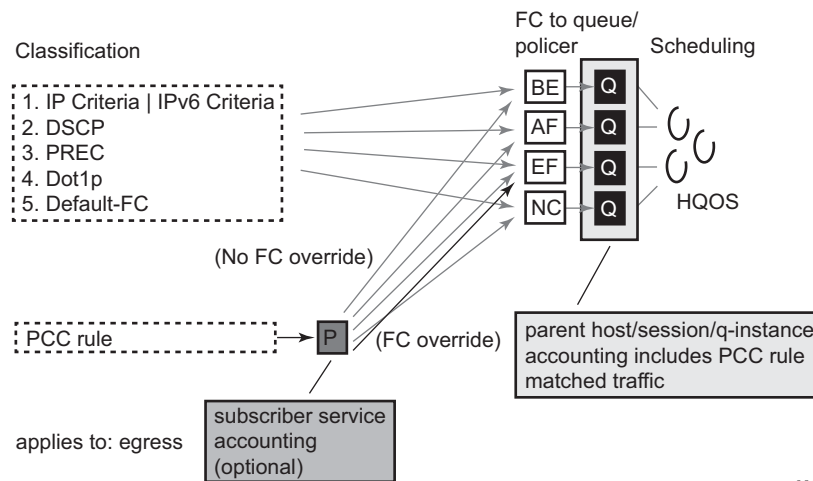 FC to queue/
policer
Scheduling
Classification
1. IP Criteria | IPv6 Criteria
2. DSCP
3. PREC
4. Dot1p
5. Default-FC
BE
Q
AF
Q
EF
Q
NC
Q
HQOS
(No FC override)
PCC rule
P
(FC override)
parent host/session/q-instance
accounting includes PCC rule
matched traffic
applies to: egress
subscriber service
accounting
(optional)